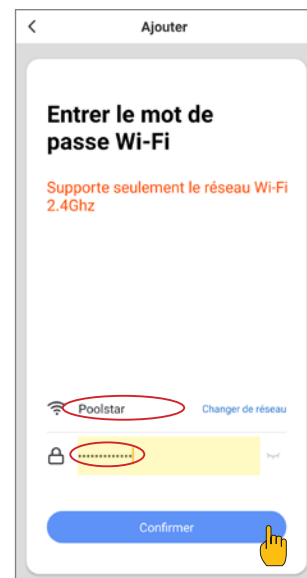 Ajouter
Entrer le mot de
passe Wi-Fi
Supporte seulement le réseau Wi-Fi
2.4Ghz
Poolstar Changer de réseau
•••••••••••••
Confirmer